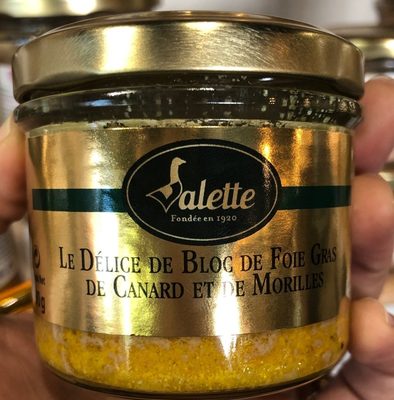 Valette
Fondée en 1920
Le Délice de Bloc de Foie Gras
de Canard et de Morilles